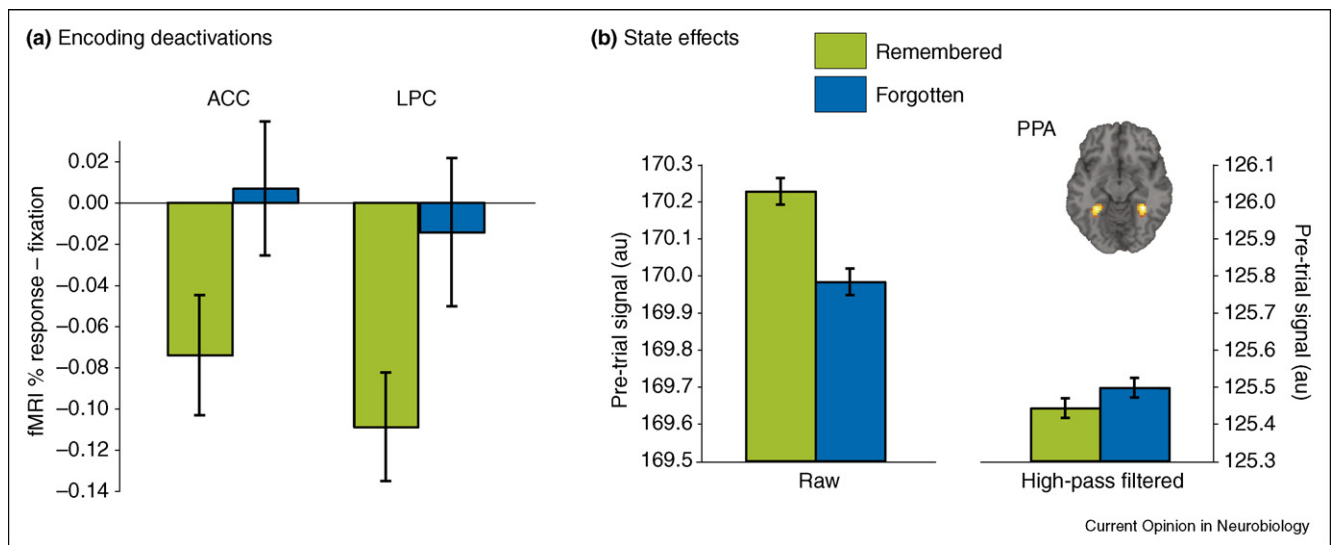 (a) Encoding deactivations
ACC
LPC
fMRI % response – fixation
0.02
0.00
–0.02
–0.04
–0.06
–0.08
–0.10
–0.12
–0.14
(b) State effects
Remembered
Forgotten
PPA
Pre-trial signal (au)
170.3
170.2
170.1
170.0
169.9
169.8
169.7
169.6
169.5
Raw
High-pass filtered
126.1
126.0
125.9
125.8
125.7
125.6
125.5
125.4
125.3
Pre-trial signal
(au)
Current Opinion in Neurobiology